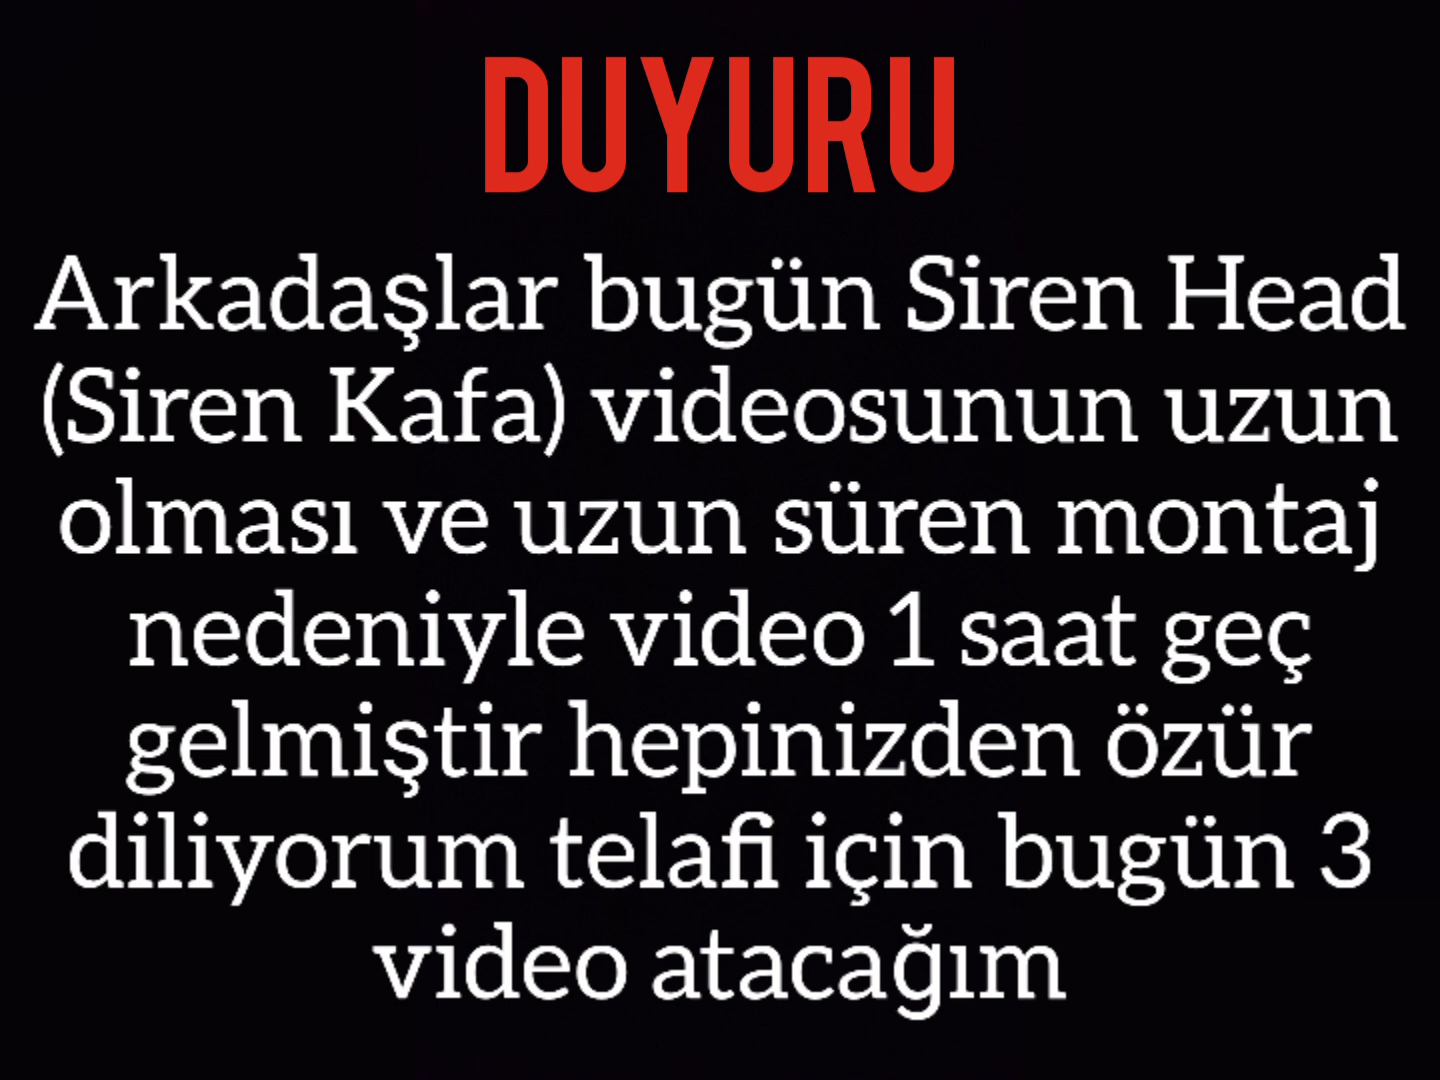 DUYURU
Arkadaşlar bugün Siren Head
(Siren Kafa) videosunun uzun
olması ve uzun süren montaj
nedeniyle video 1 saat geç
gelmiştir hepinizden özür
diliyorum telafi için bugün 3
video atacağım